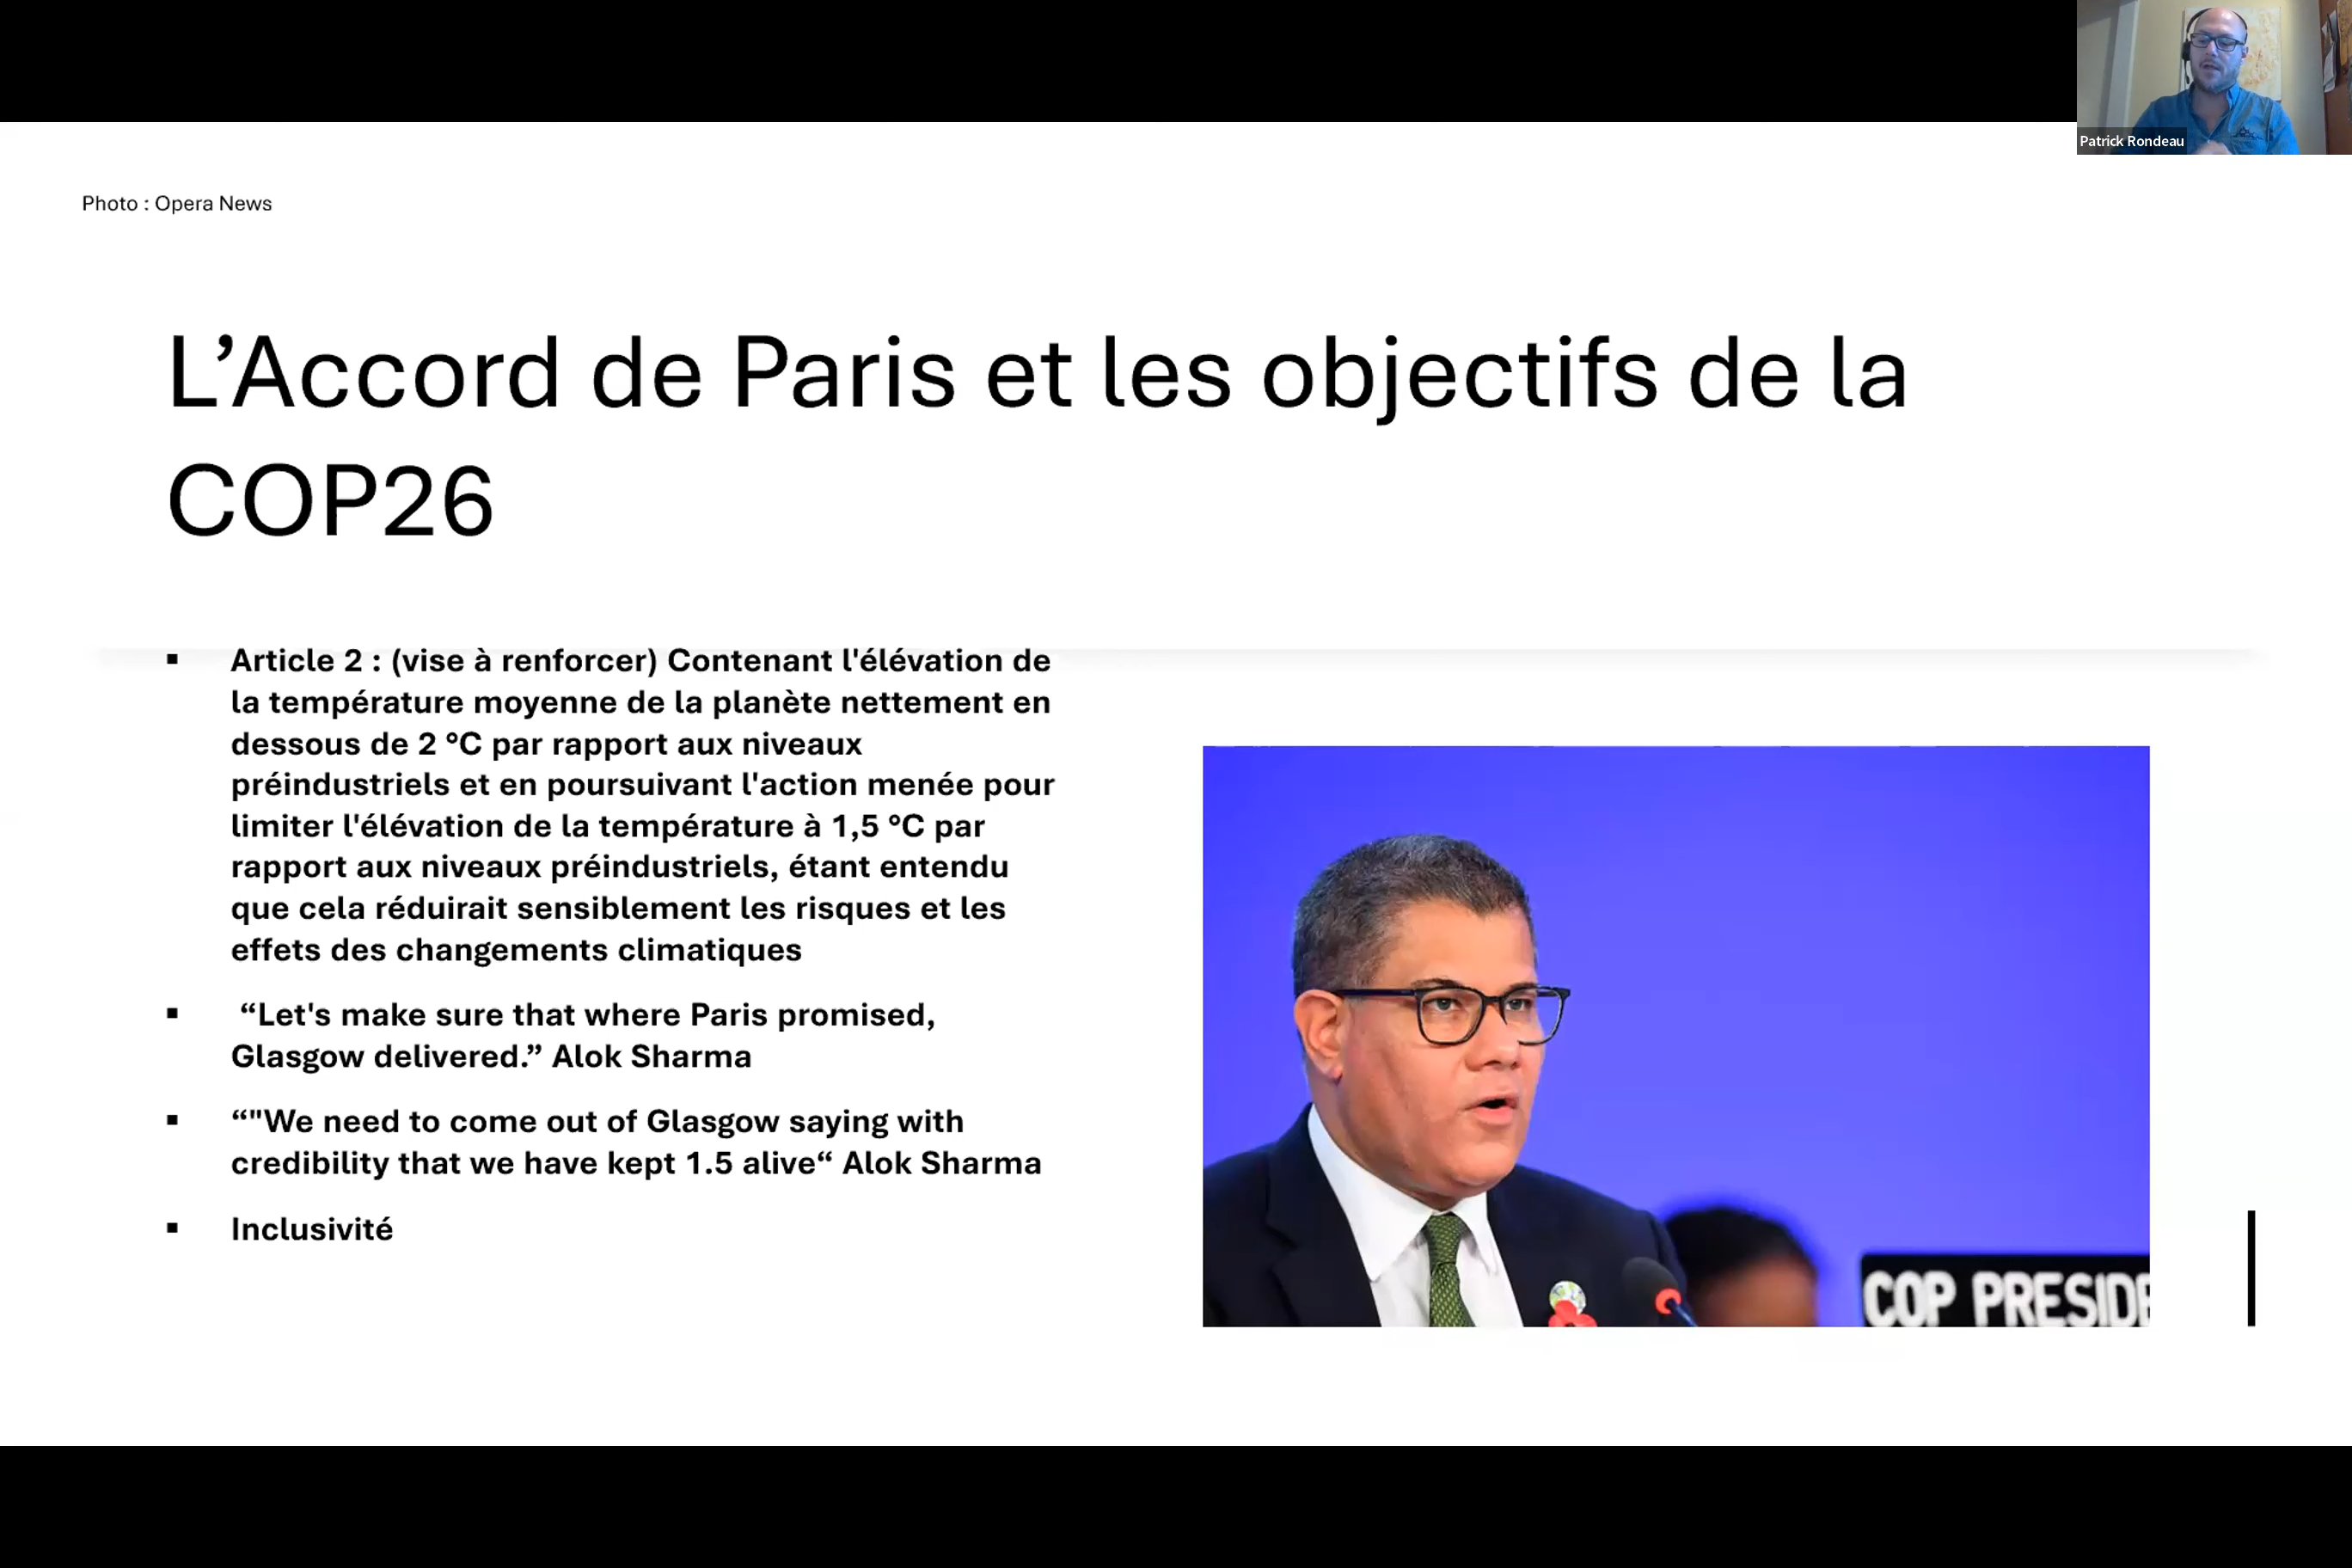 Patrick Rondeau
Photo : Opera News
L’Accord de Paris et les objectifs de la
COP26
▪ Article 2 : (vise à renforcer) Contenant l'élévation de
la température moyenne de la planète nettement en
dessous de 2 °C par rapport aux niveaux
préindustriels et en poursuivant l'action menée pour
limiter l'élévation de la température à 1,5 °C par
rapport aux niveaux préindustriels, étant entendu
que cela réduirait sensiblement les risques et les
effets des changements climatiques
▪ “Let's make sure that where Paris promised,
Glasgow delivered.” Alok Sharma
▪ “"We need to come out of Glasgow saying with
credibility that we have kept 1.5 alive“ Alok Sharma
▪ Inclusivité
COP PRESIDE